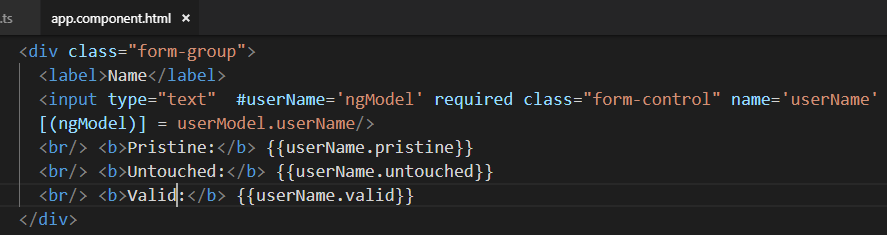 .ts app.component.html ×
<div class="form-group">
<label>Name</label>
<input type="text"  #userName='ngModel' required class="form-control" name='userName'
[(ngModel)] = userModel.userName/>
<br/> <b>Pristine:</b> {{userName.pristine}}
<br/> <b>Untouched:</b> {{userName.untouched}}
<br/> <b>Valid:</b> {{userName.valid}}
</div>